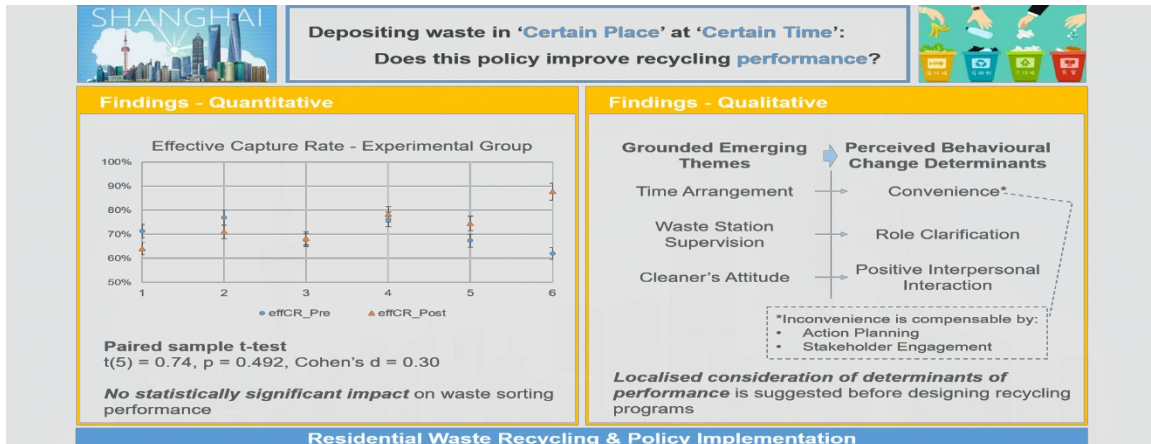 SHANGHAI
Depositing waste in ‘Certain Place’ at ‘Certain Time’:
Does this policy improve recycling performance?
Findings - Quantitative
Effective Capture Rate - Experimental Group
100%
90%
80%
70%
60%
50%
1 2 3 4 5 6
effCR_Pre effCR_Post
Paired sample t-test
t(5) = 0.74, p = 0.492, Cohen's d = 0.30
No statistically significant impact on waste sorting
performance
Findings - Qualitative
Grounded Emerging
Themes
Perceived Behavioural
Change Determinants
Time Arrangement
Convenience*
Waste Station
Supervision
Role Clarification
Cleaner's Attitude
Positive Interpersonal
Interaction
*Inconvenience is compensable by:
• Action Planning
• Stakeholder Engagement
Localised consideration of determinants of
performance is suggested before designing recycling
programs
Residential Waste Recycling & Policy Implementation